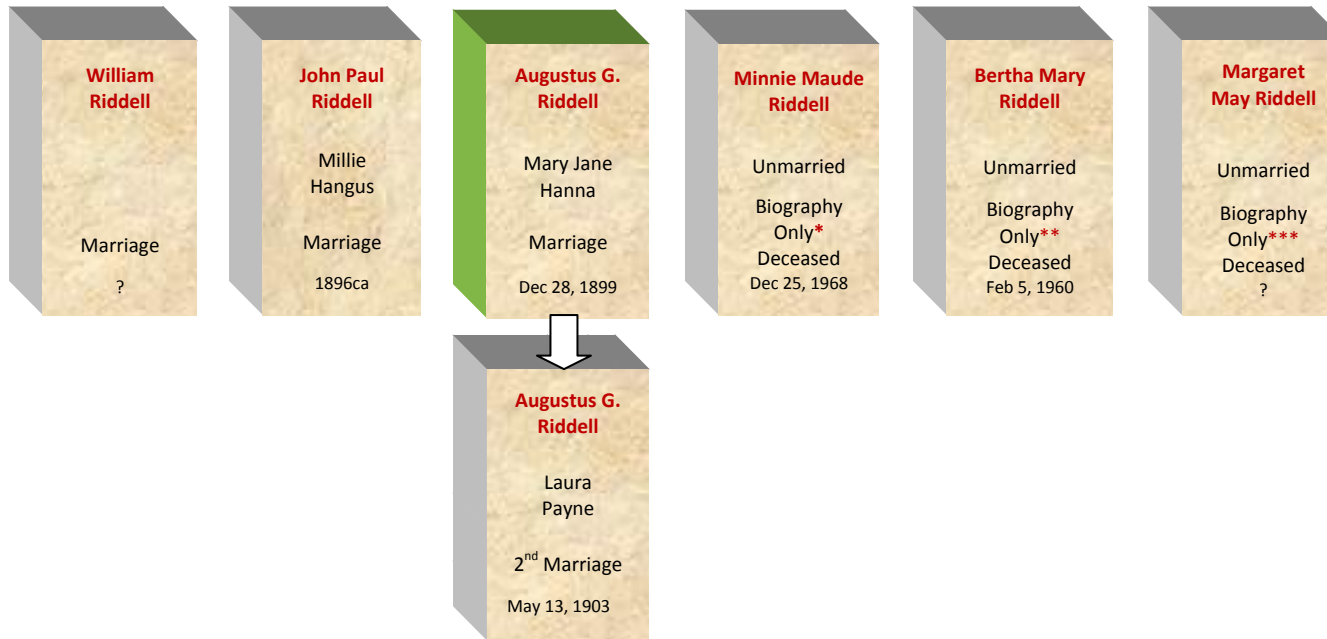 William
Riddell
Marriage
?
John Paul
Riddell
Millie
Hangus
Marriage
1896ca
Augustus G.
Riddell
Mary Jane
Hanna
Marriage
Dec 28, 1899
Minnie Maude
Riddell
Unmarried
Biography
Only*
Deceased
Dec 25, 1968
Bertha Mary
Riddell
Unmarried
Biography
Only**
Deceased
Feb 5, 1960
Margaret
May Riddell
Unmarried
Biography
Only***
Deceased
?
Augustus G.
Riddell
Laura
Payne
2nd Marriage
May 13, 1903